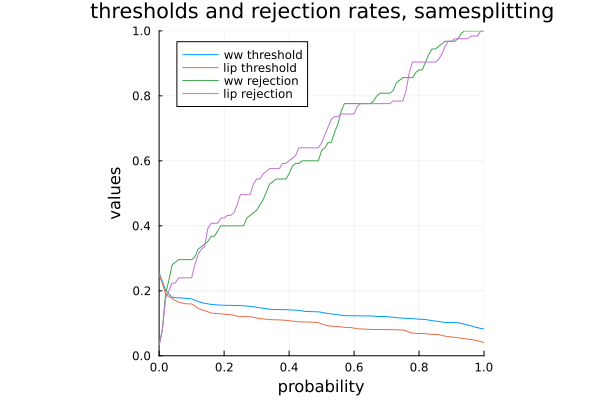 thresholds and rejection rates, samesplitting
1.0
ww threshold
lip threshold
ww rejection
lip rejection
0.8
0.6
values
0.4
0.2
0.0
0.0 0.2 0.4 0.6 0.8 1.0
probability